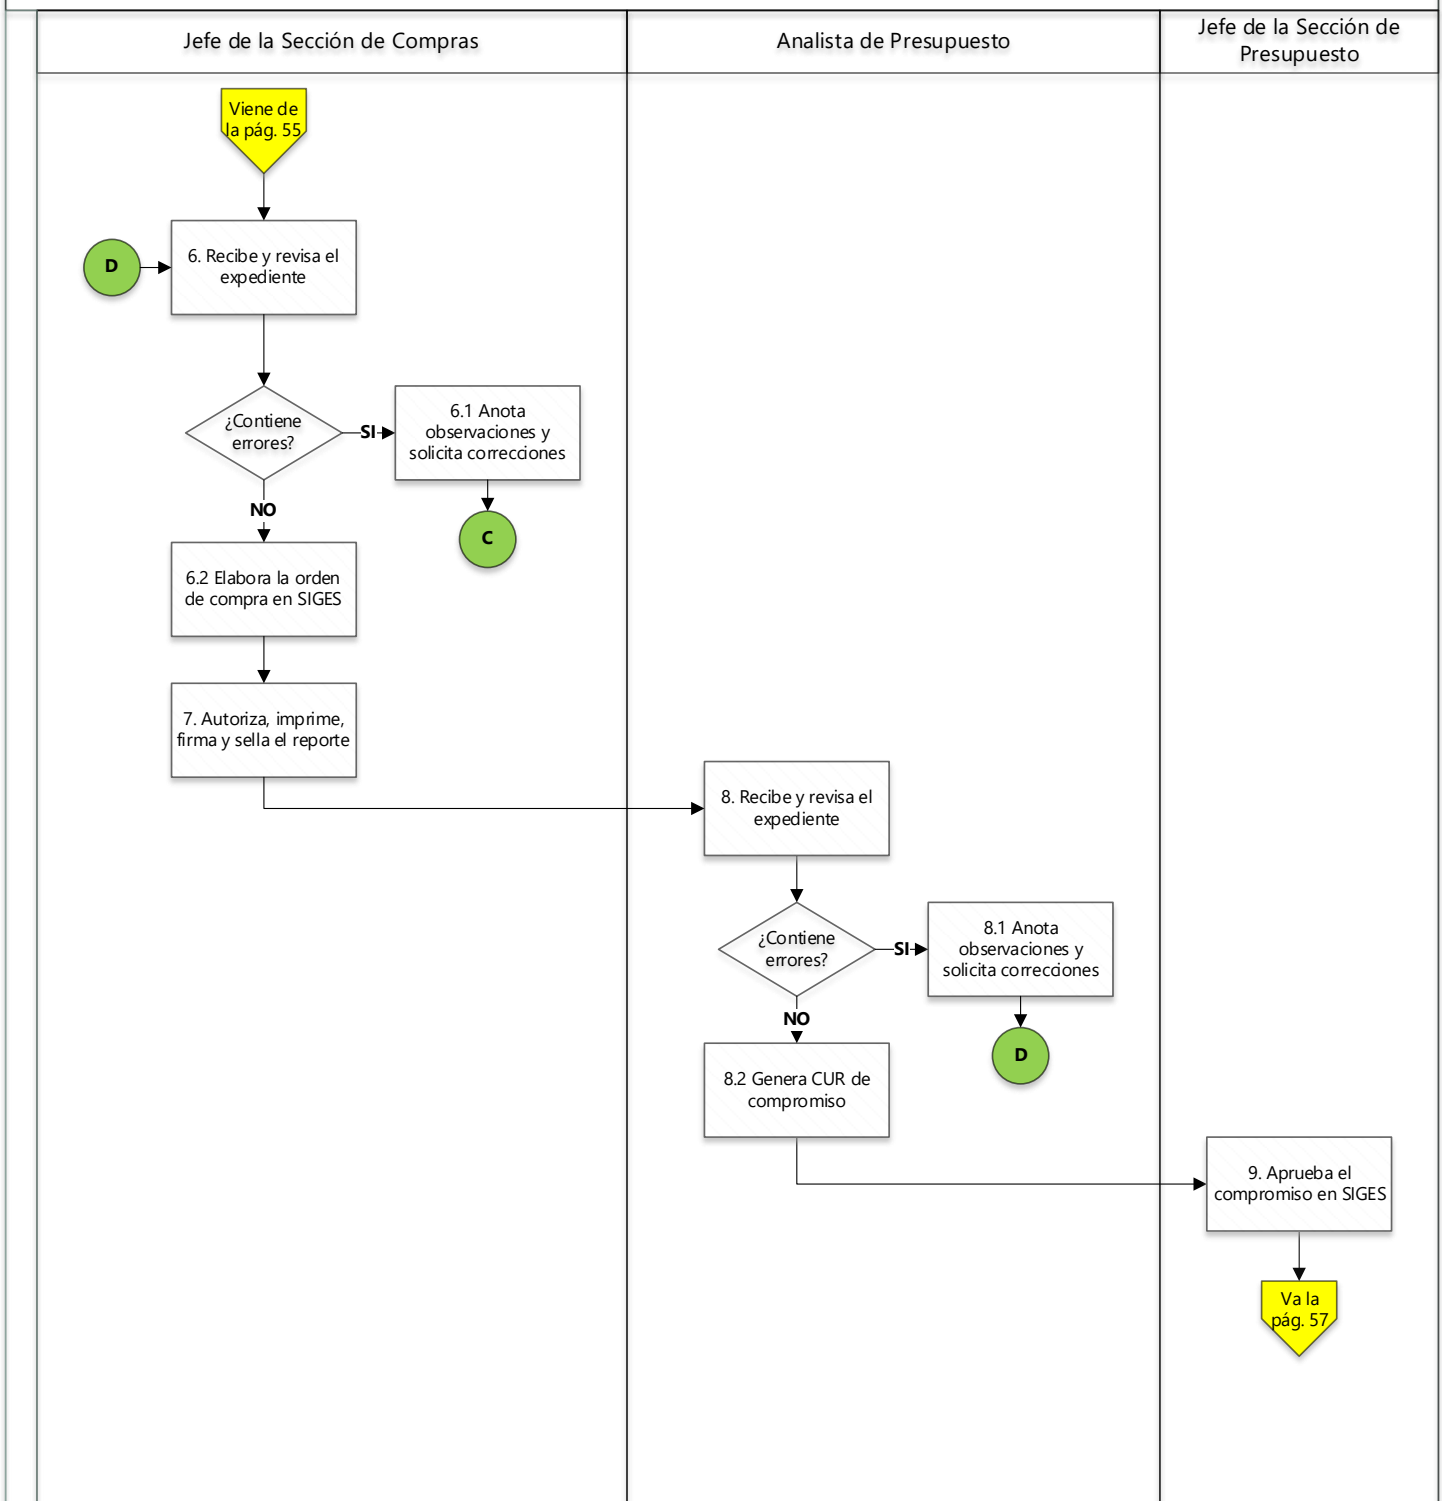 Jefe de la Sección de Compras
Analista de Presupuesto
Jefe de la Sección de
Presupuesto
Viene de
la pág. 55
D
6. Recibe y revisa el
expediente
¿Contiene
errores?
SI
6.1 Anota
observaciones y
solicita correcciones
C
NO
6.2 Elabora la orden
de compra en SIGES
7. Autoriza, imprime,
firma y sella el reporte
8. Recibe y revisa el
expediente
¿Contiene
errores?
SI
8.1 Anota
observaciones y
solicita correcciones
D
NO
8.2 Genera CUR de
compromiso
9. Aprueba el
compromiso en SIGES
Va la
pág. 57